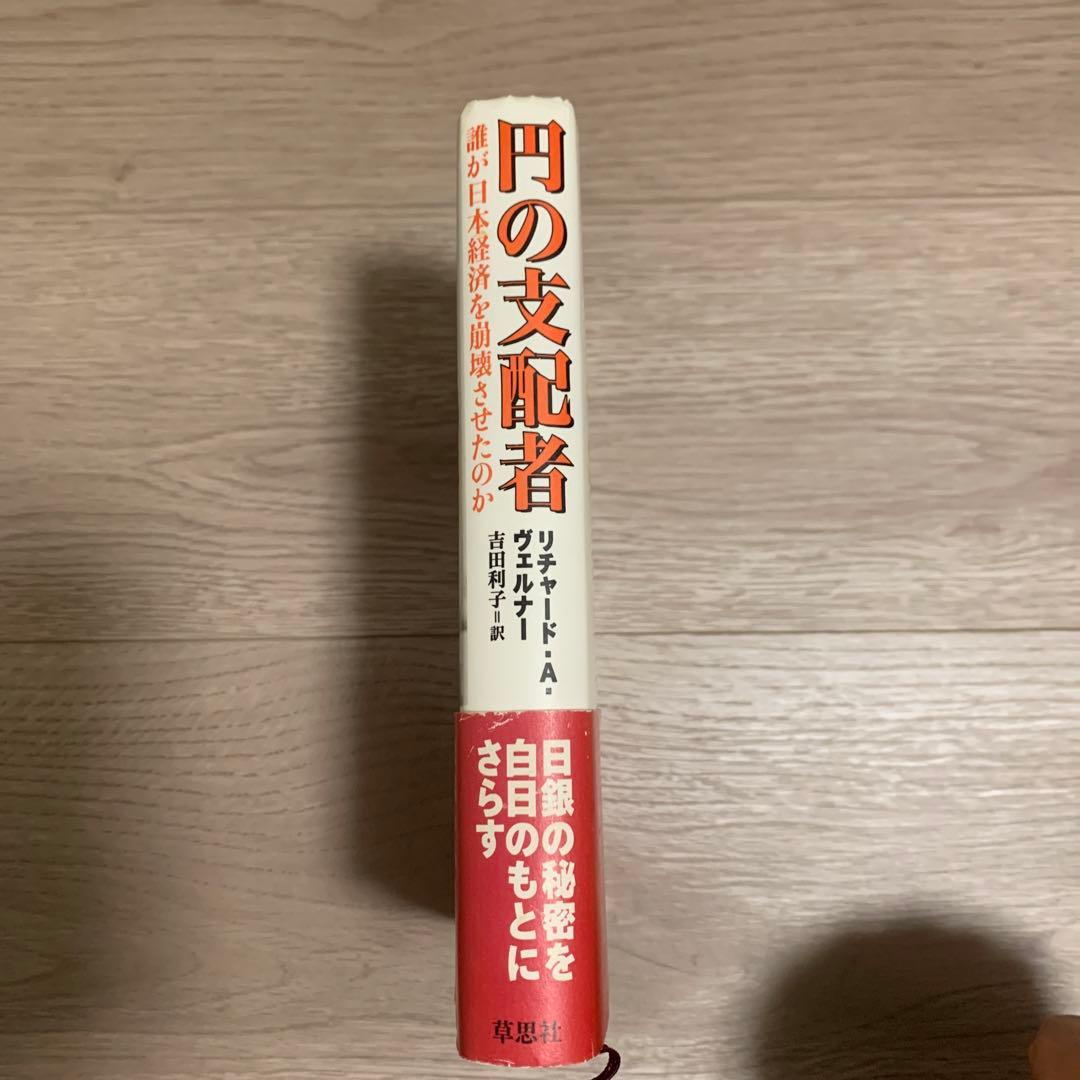 円の支配者
誰が日本経済を崩壊させたのか
リチャード・A・
ヴェルナー
吉田利子=訳
日銀の秘密を
白日のもとに
さらす
草思社